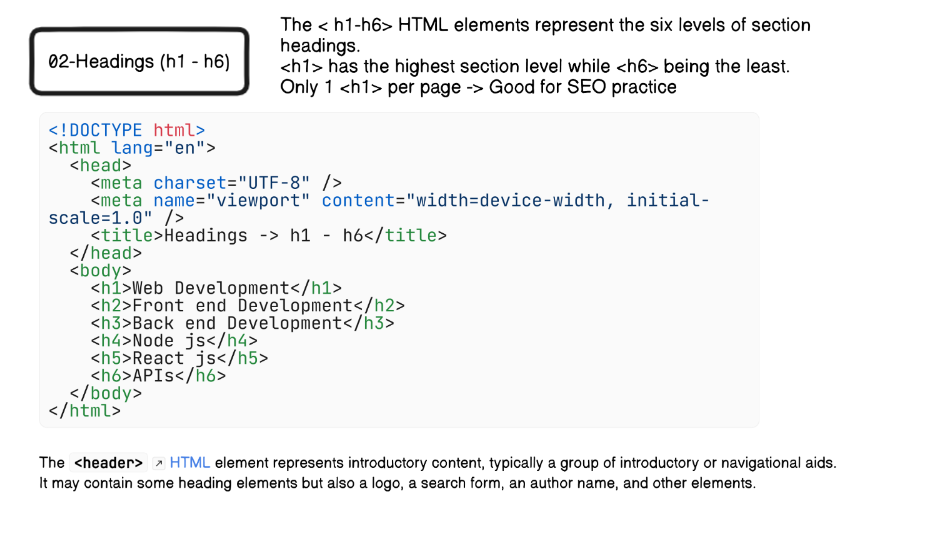 02-Headings (h1 - h6)
The < h1-h6> HTML elements represent the six levels of section
headings.
<h1> has the highest section level while <h6> being the least.
Only 1 <h1> per page -> Good for SEO practice
<!DOCTYPE html>
<html lang="en">
  <head>
    <meta charset="UTF-8" />
    <meta name="viewport" content="width=device-width, initial-
scale=1.0" />
    <title>Headings -> h1 - h6</title>
  </head>
  <body>
    <h1>Web Development</h1>
    <h2>Front end Development</h2>
    <h3>Back end Development</h3>
    <h4>Node js</h4>
    <h5>React js</h5>
    <h6>APIs</h6>
  </body>
</html>
The <header> ↗ HTML element represents introductory content, typically a group of introductory or navigational aids.
It may contain some heading elements but also a logo, a search form, an author name, and other elements.